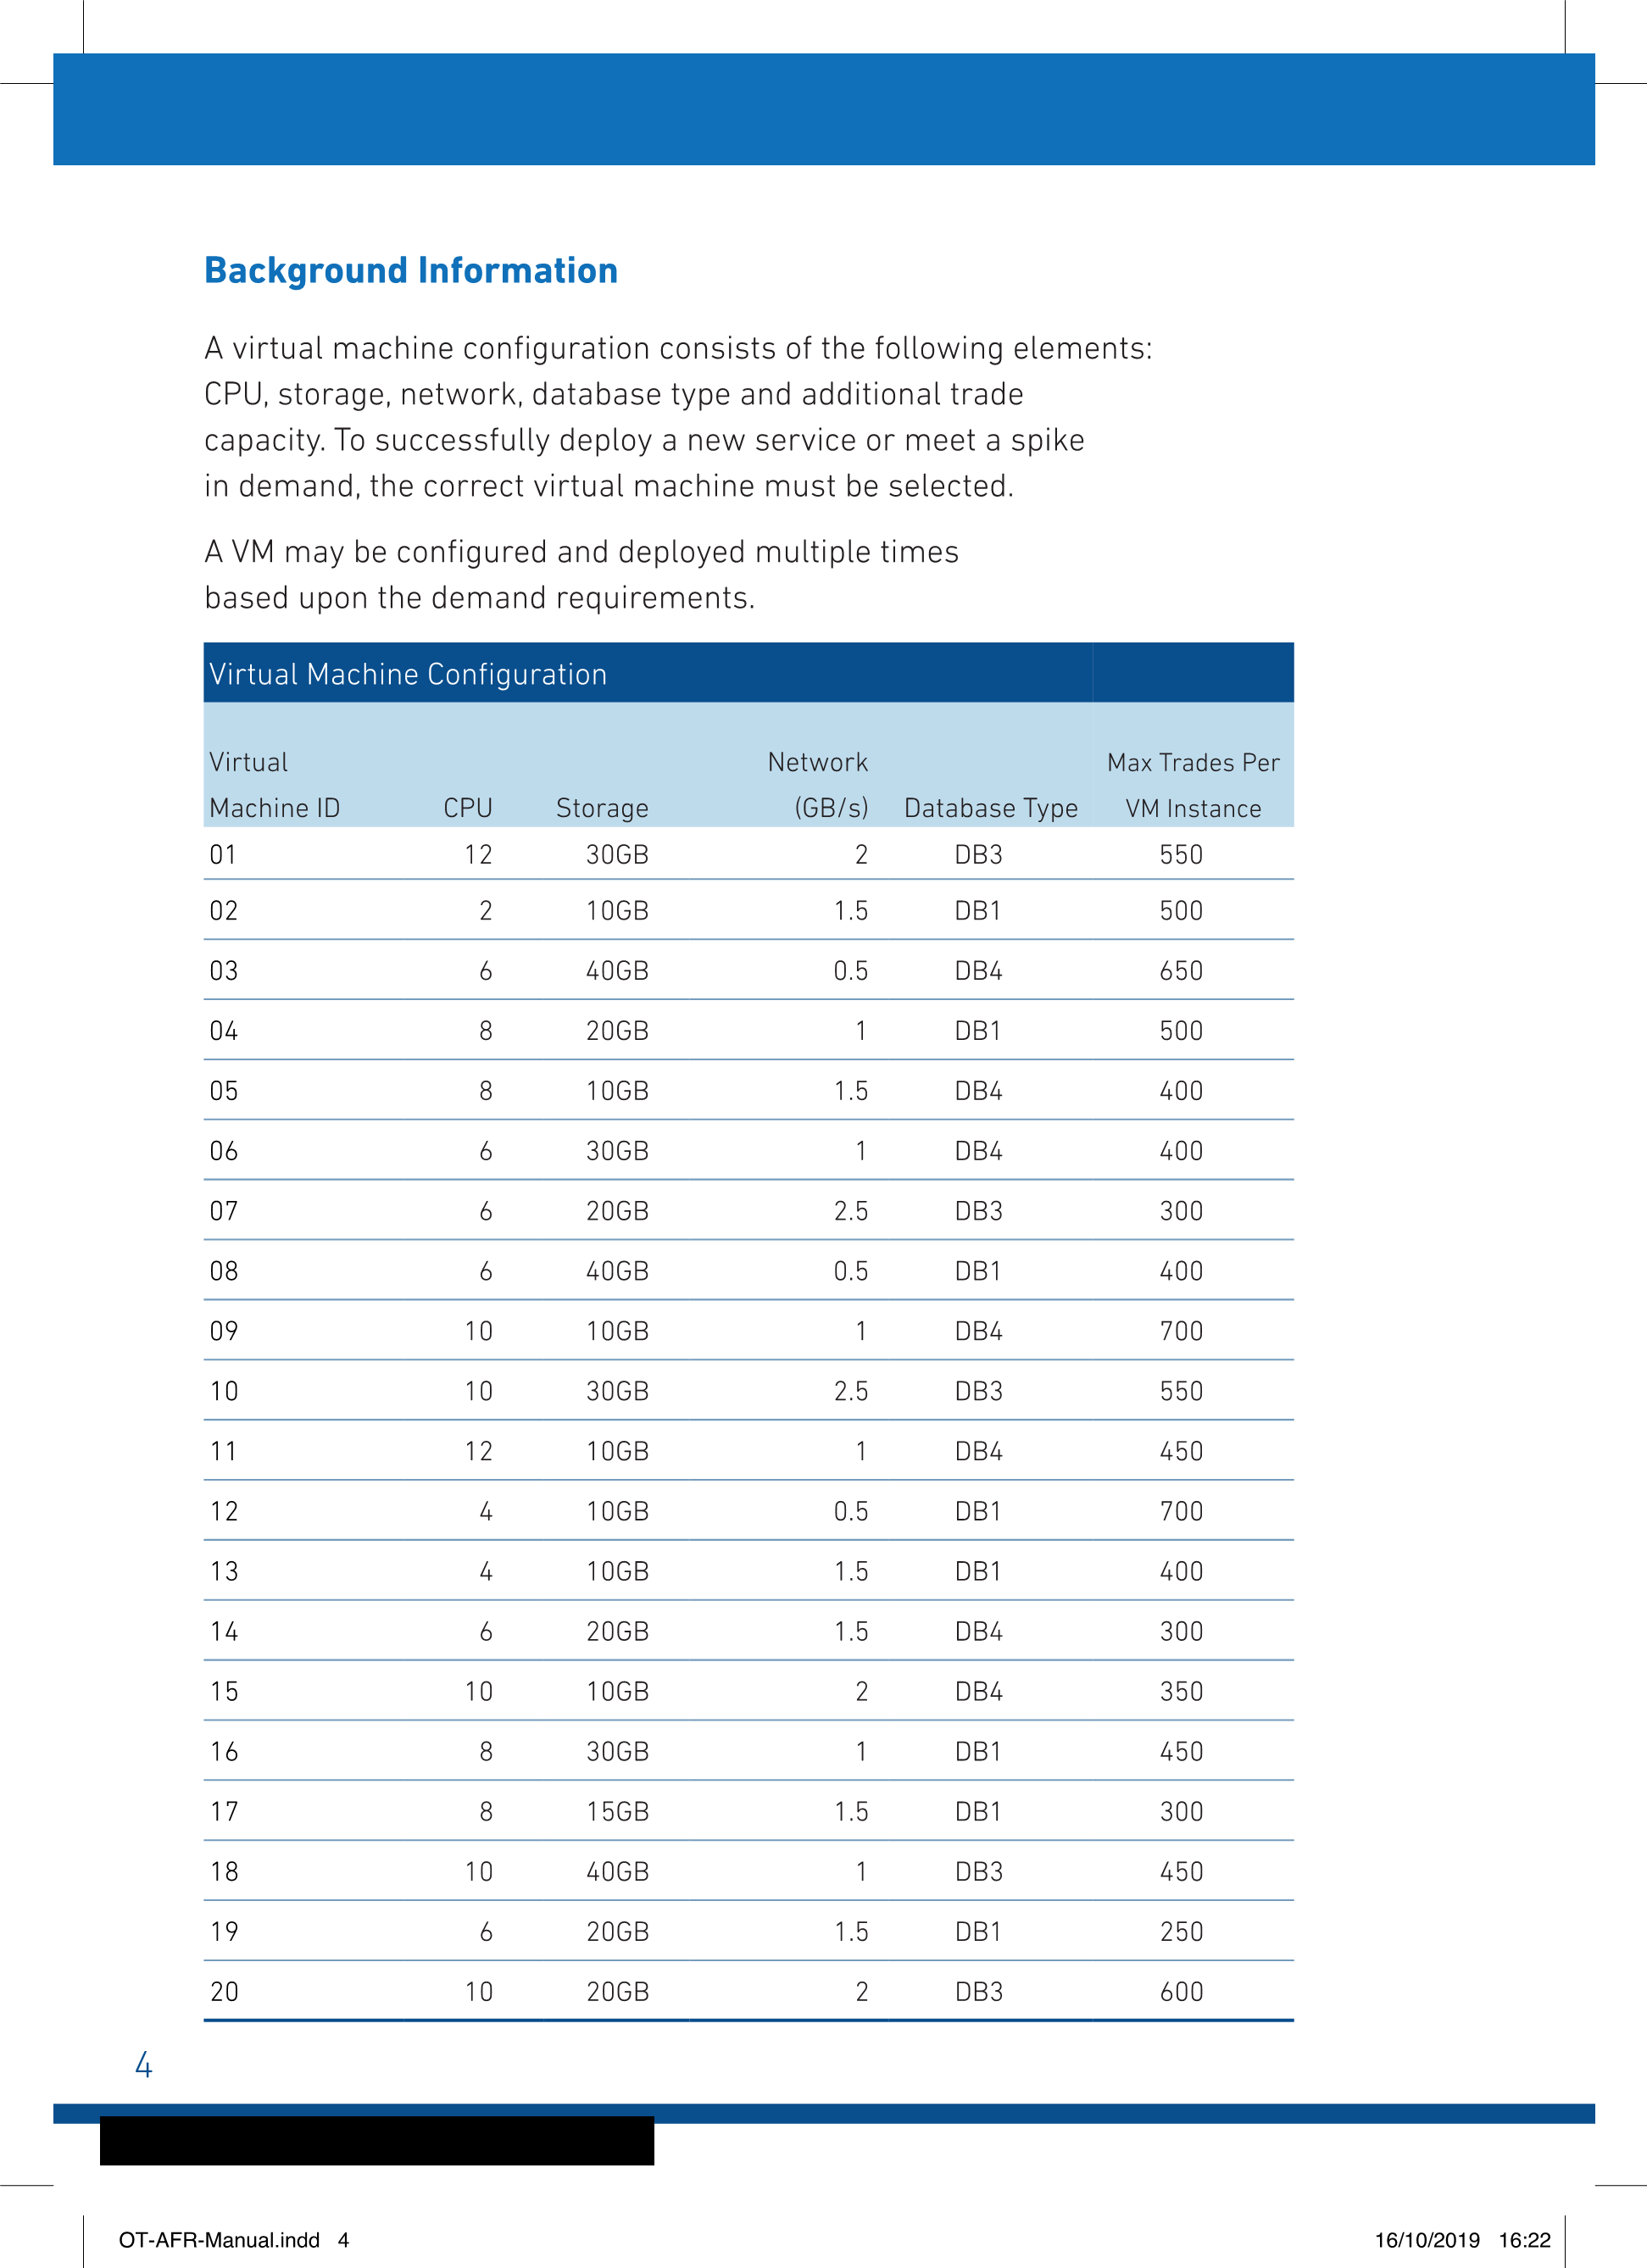 Background Information
A virtual machine configuration consists of the following elements:
CPU, storage, network, database type and additional trade
capacity. To successfully deploy a new service or meet a spike
in demand, the correct virtual machine must be selected.
A VM may be configured and deployed multiple times
based upon the demand requirements.
Virtual Machine Configuration
Virtual Network Max Trades Per
Machine ID CPU Storage (GB/s) Database Type VM Instance
01 12 30GB 2 DB3 550
02 2 10GB 1.5 DB1 500
03 6 40GB 0.5 DB4 650
04 8 20GB 1 DB1 500
05 8 10GB 1.5 DB4 400
06 6 30GB 1 DB4 400
07 6 20GB 2.5 DB3 300
08 6 40GB 0.5 DB1 400
09 10 10GB 1 DB4 700
10 10 30GB 2.5 DB3 550
11 12 10GB 1 DB4 450
12 4 10GB 0.5 DB1 700
13 4 10GB 1.5 DB1 400
14 6 20GB 1.5 DB4 300
15 10 10GB 2 DB4 350
16 8 30GB 1 DB1 450
17 8 15GB 1.5 DB1 300
18 10 40GB 1 DB3 450
19 6 20GB 1.5 DB1 250
20 10 20GB 2 DB3 600
4
OT-AFR-Manual.indd 4 16/10/2019 16:22